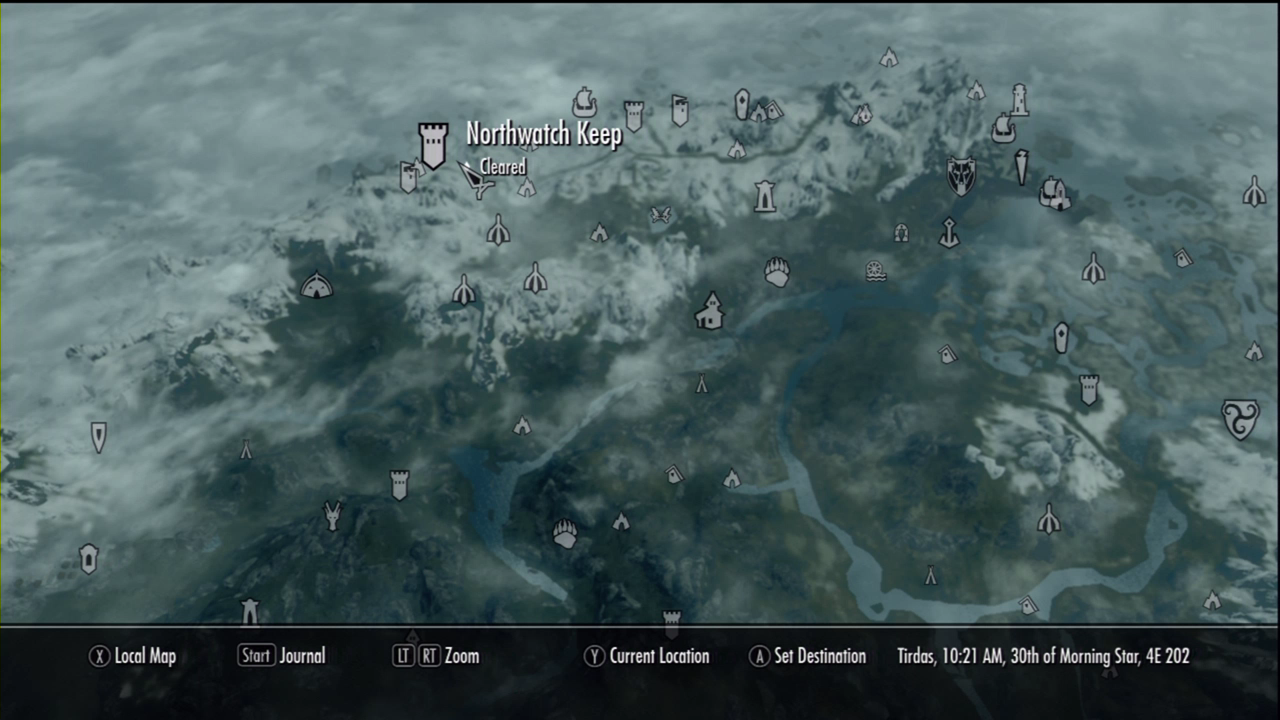 Northwatch Keep
Cleared
X Local Map Start Journal LT RT Zoom Y Current Location A Set Destination Tirdas, 10:21 AM, 30th of Morning Star, 4E 202